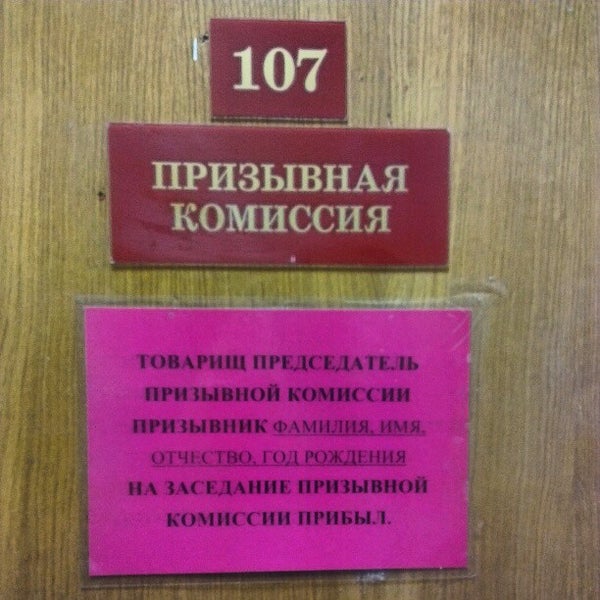 107
ПРИЗЫВНАЯ
КОМИССИЯ
ТОВАРИЩ ПРЕДСЕДАТЕЛЬ
ПРИЗЫВНОЙ КОМИССИИ
ПРИЗЫВНИК ФАМИЛИЯ, ИМЯ,
ОТЧЕСТВО, ГОД РОЖДЕНИЯ
НА ЗАСЕДАНИЕ ПРИЗЫВНОЙ
КОМИССИИ ПРИБЫЛ.